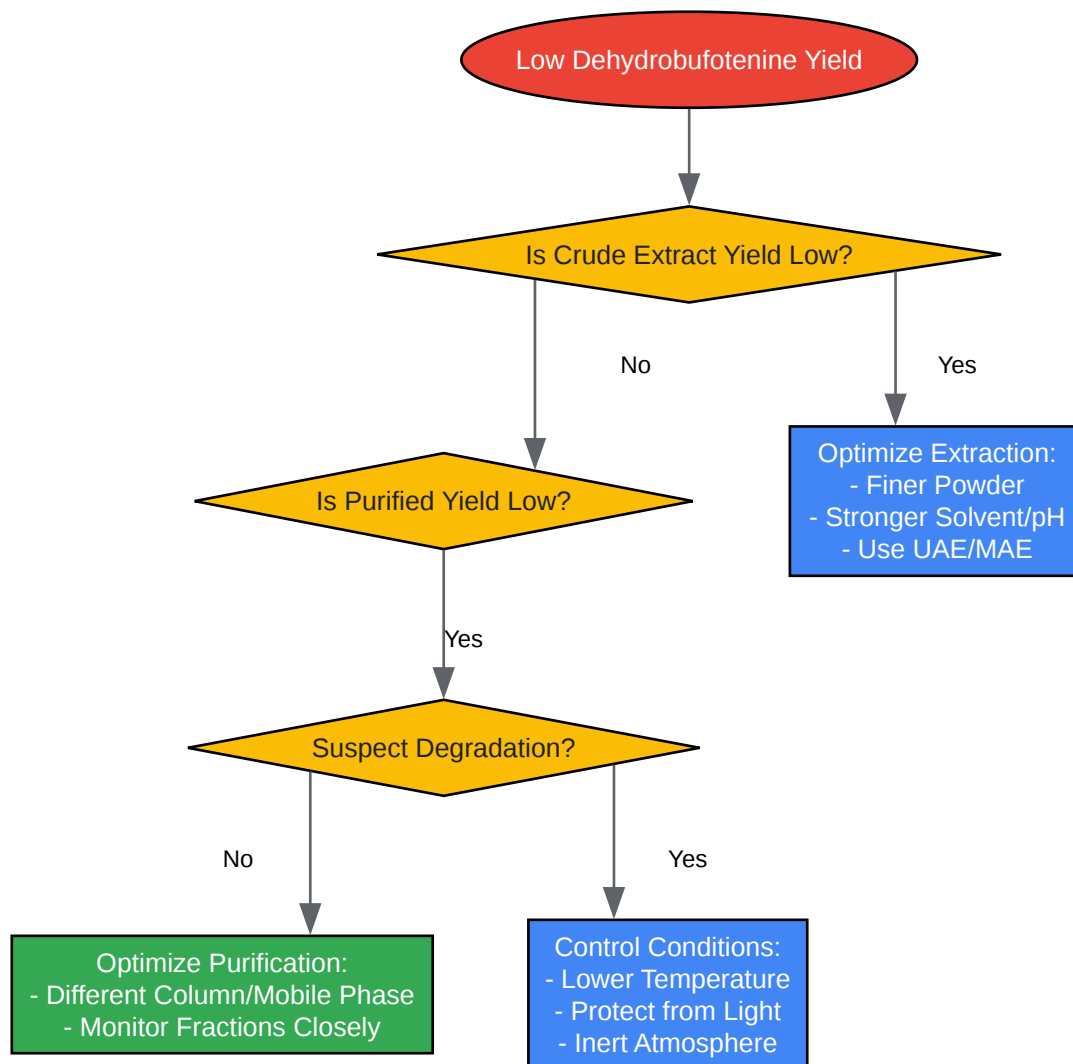 Low Dehydrobufotenine Yield
Is Crude Extract Yield Low?
No
Yes
Optimize Extraction:
- Finer Powder
- Stronger Solvent/pH
- Use UAE/MAE
Is Purified Yield Low?
Yes
Suspect Degradation?
No
Yes
Optimize Purification:
- Different Column/Mobile Phase
- Monitor Fractions Closely
Control Conditions:
- Lower Temperature
- Protect from Light
- Inert Atmosphere